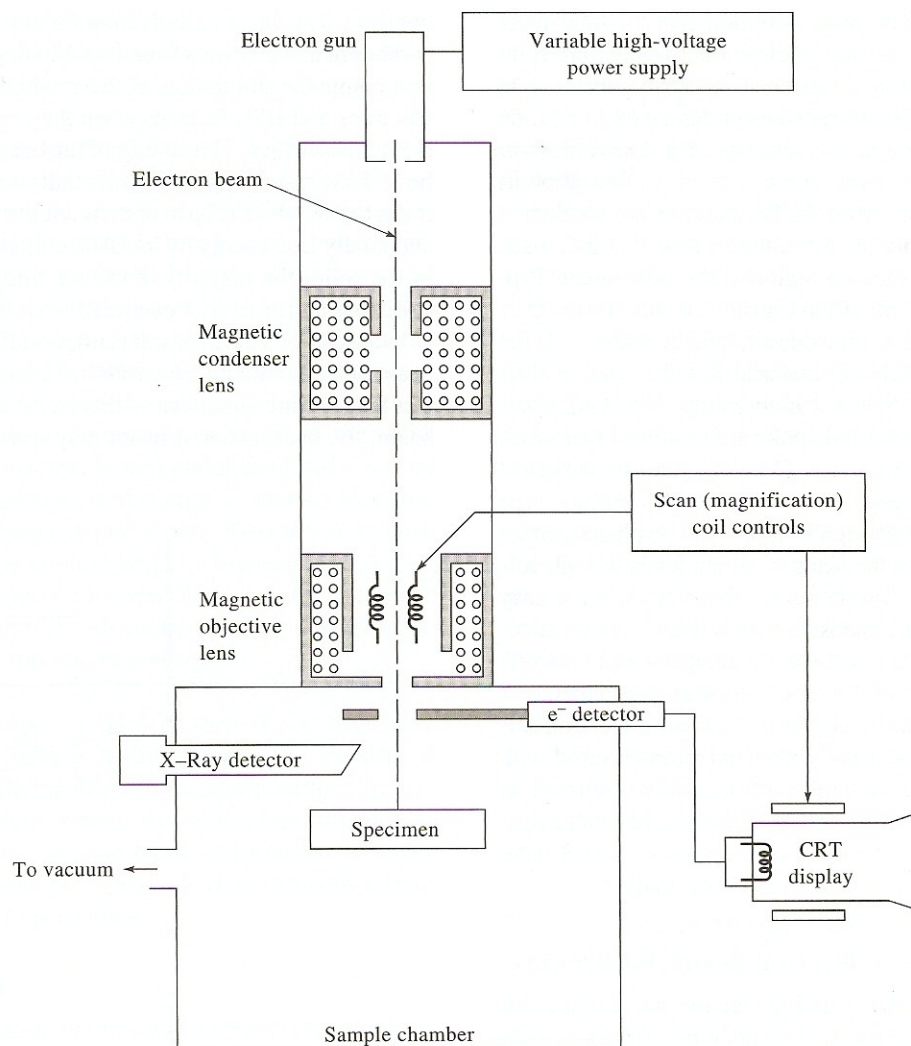 Electron gun
Variable high-voltage
power supply
Electron beam
Magnetic
condenser
lens
Scan (magnification)
coil controls
Magnetic
objective
lens
e⁻ detector
X–Ray detector
Specimen
CRT
display
To vacuum
Sample chamber